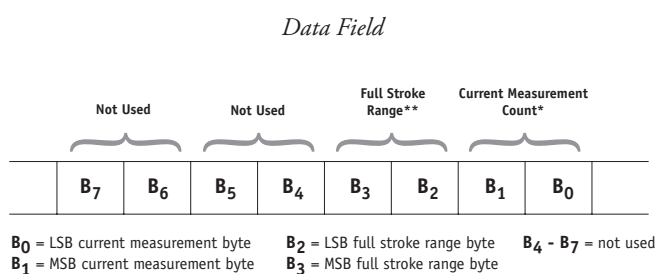 Data Field
Full Stroke Current Measurement
Not Used Not Used Range** Count*
B7 B6 B5 B4 B3 B2 B1 B0
B0 = LSB current measurement byte B2 = LSB full stroke range byte B4 - B7 = not used
B1 = MSB current measurement byte B3 = MSB full stroke range byte